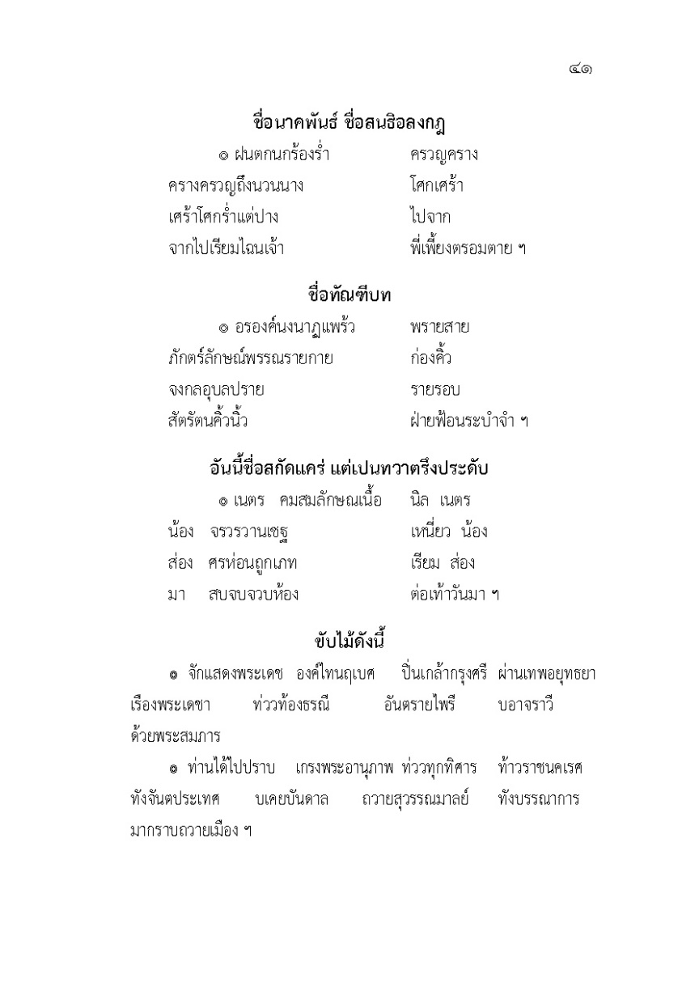 ๔๑
ชื่อนาคพันธ์ ชื่อสนธิอลงกฎ
๏ ฝนตกนกร้องร่ำ ครวญคราง
ครางครวญถึงนวนนาง โศกเศร้า
เศร้าโศกร่ำแต่ปาง ไปจาก
จากไปเรียมไฉนเจ้า พี่เพี้ยงตรอมตาย ฯ
ชื่อทัณฑีบท
๏ อรองค์นงนาฏแพร้ว พรายสาย
ภักตร์ลักษณ์พรรณรายกาย ก่องคิ้ว
จงกลอุบลปราย รายรอบ
สัตรัตนคิ้วนิ้ว ฝ่ายฟ้อนระบำจำ ฯ
อันนี้ชื่อสกัดแคร่ แต่เปนทวาตรึงประดับ
๏ เนตร คมสมลักษณเนื้อ นิล เนตร
น้อง จรวรวานเชฐ เหนี่ยว น้อง
ส่อง ศรห่อนถูกเภท เรียม ส่อง
มา สบจบจวบห้อง ต่อเท้าวันมา ฯ
ขับไม้ดังนี้
๏ จักแสดงพระเดช องค์ไทนฤเบศ ปิ่นเกล้ากรุงศรี ผ่านเทพอยุทธยา
เรืองพระเดชา ท่ววท้องธรณี อันตรายไพรี บอาจราวี
ด้วยพระสมภาร
๏ ท่านได้ไปปราบ เกรงพระอานุภาพ ท่ววทุกทิศาร ท้าวราชนคเรศ
ทังจันตประเทศ บเคยบันดาล ถวายสุวรรณมาลย์ ทังบรรณาการ
มากราบถวายเมือง ฯ